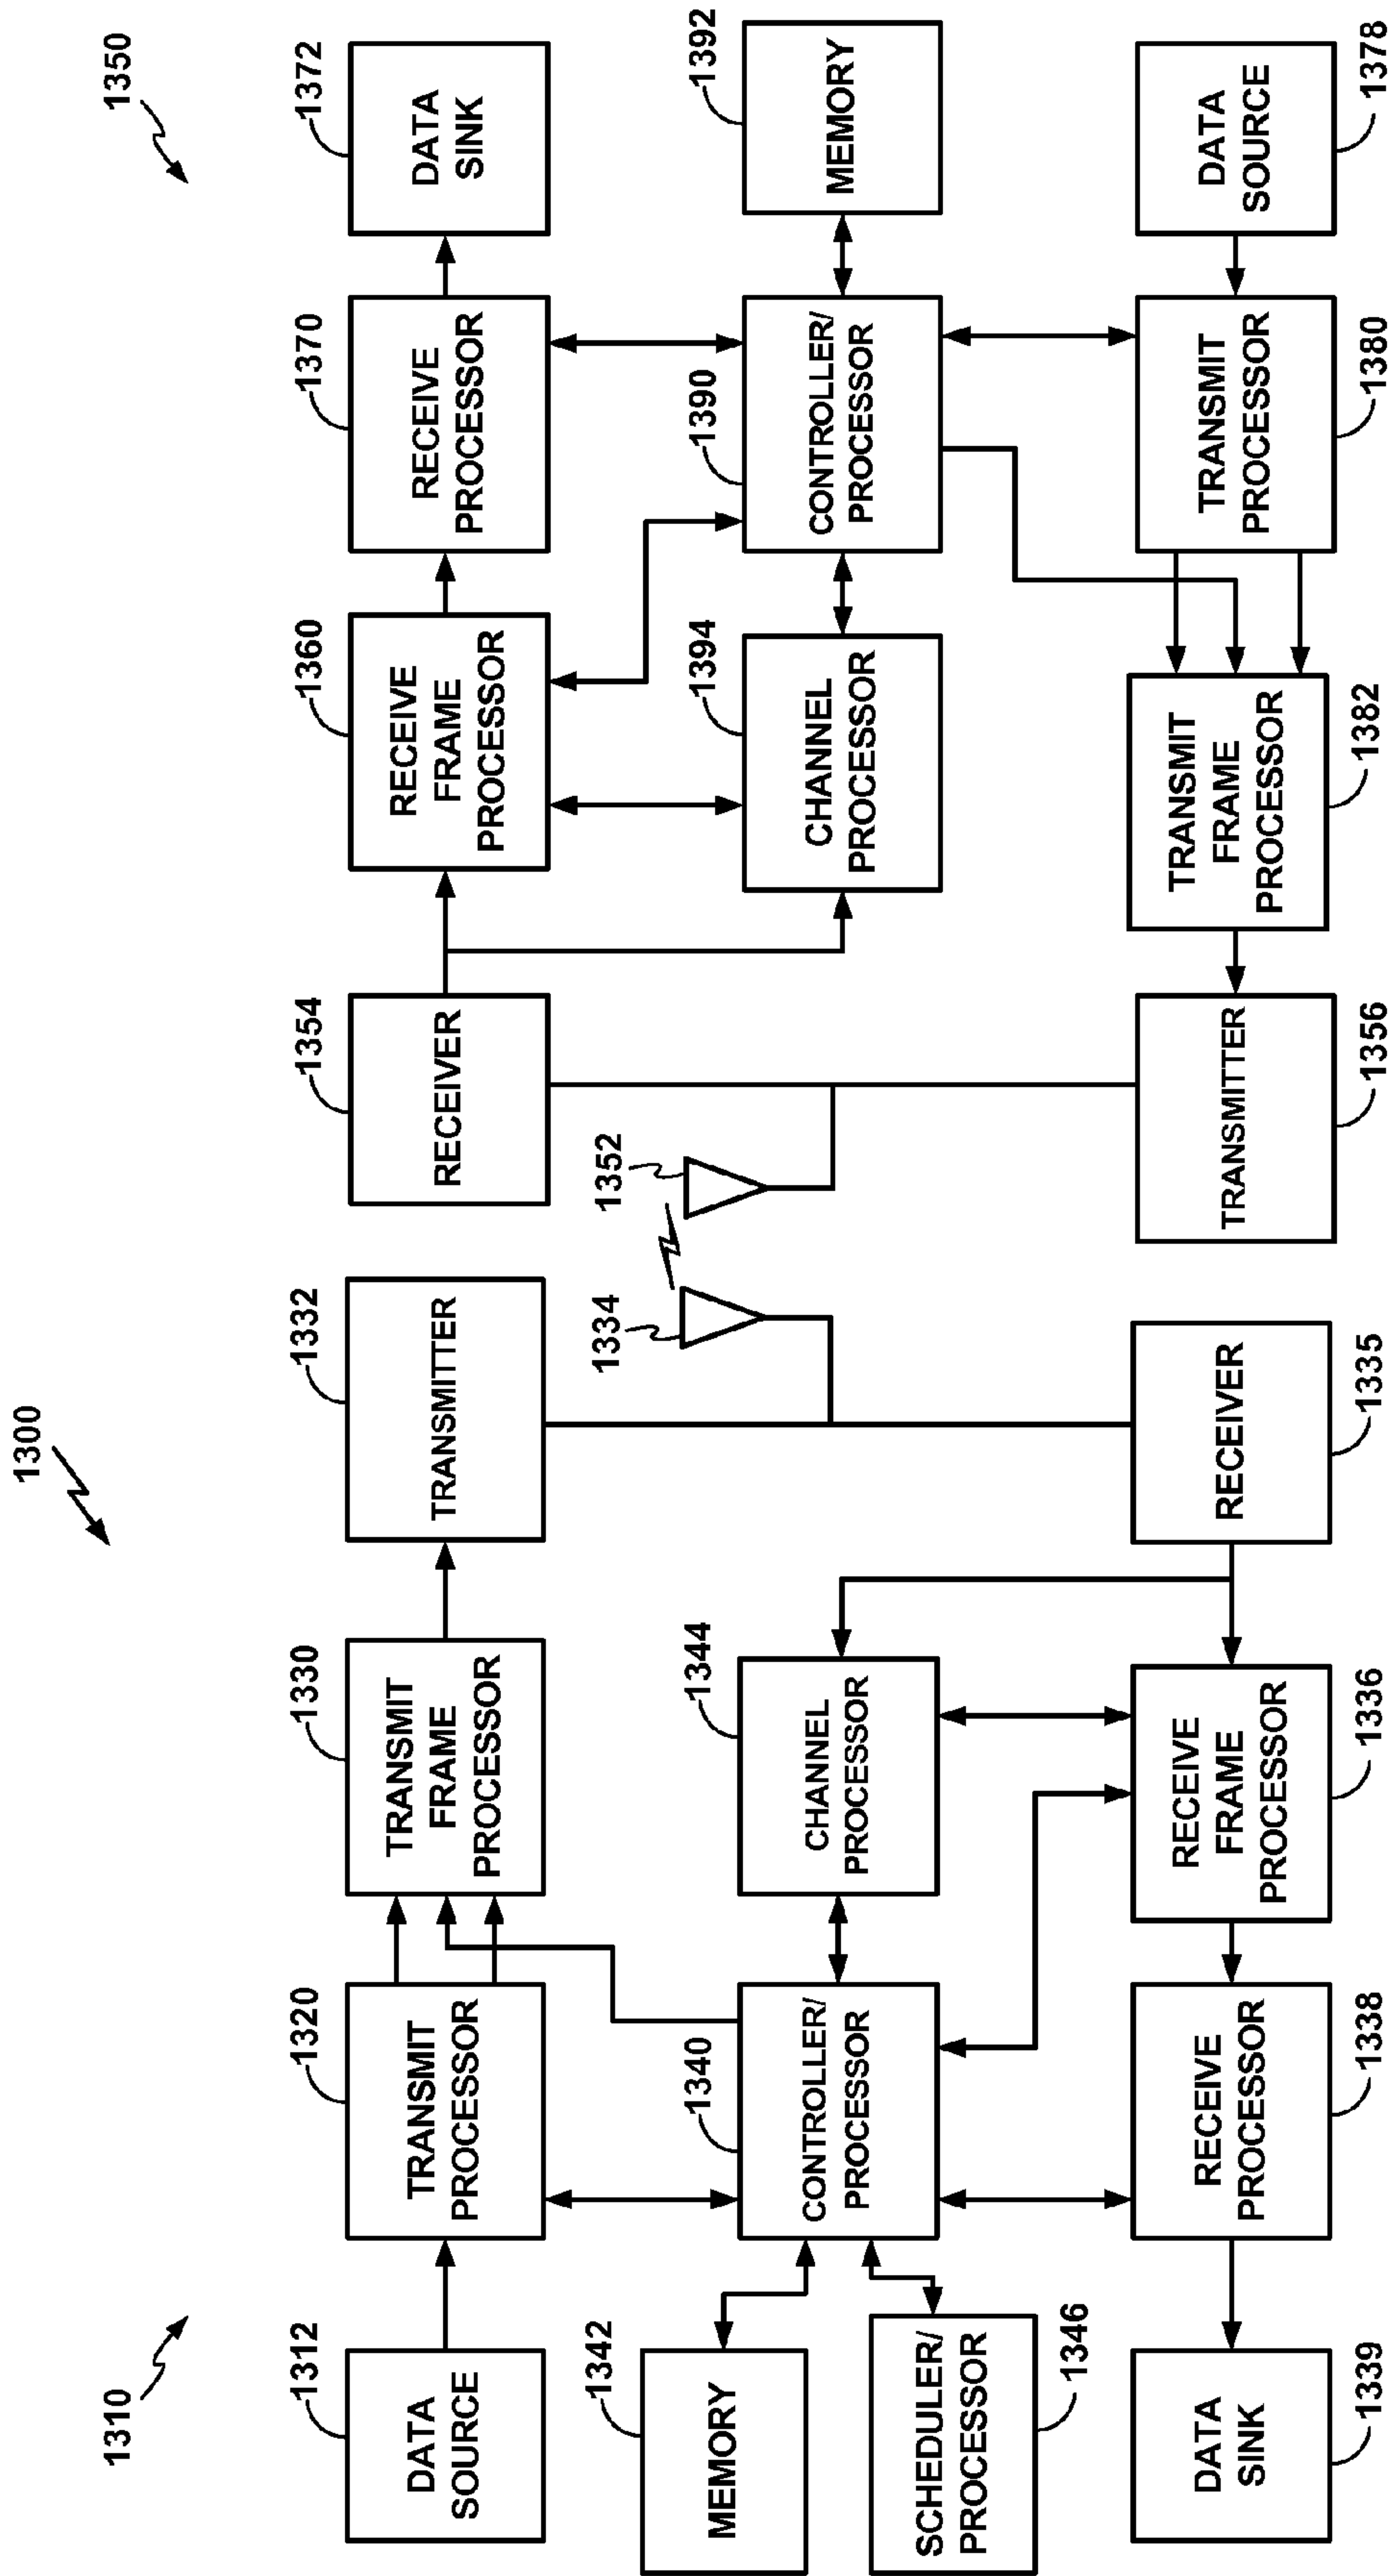 1300
1310
1350
1312
DATA
SOURCE
1320
TRANSMIT
PROCESSOR
1330
TRANSMIT
FRAME
PROCESSOR
1332
TRANSMITTER
1354
RECEIVER
1360
RECEIVE
FRAME
PROCESSOR
1370
RECEIVE
PROCESSOR
1372
DATA
SINK
1342
MEMORY
1340
CONTROLLER/
PROCESSOR
1344
CHANNEL
PROCESSOR
1334
1352
1394
CHANNEL
PROCESSOR
1390
CONTROLLER/
PROCESSOR
1392
MEMORY
SCHEDULER/
PROCESSOR
1346
DATA
SINK
1339
RECEIVE
PROCESSOR
1338
RECEIVE
FRAME
PROCESSOR
1336
RECEIVER
1335
TRANSMITTER
1356
TRANSMIT
FRAME
PROCESSOR
1382
TRANSMIT
PROCESSOR
1380
DATA
SOURCE
1378